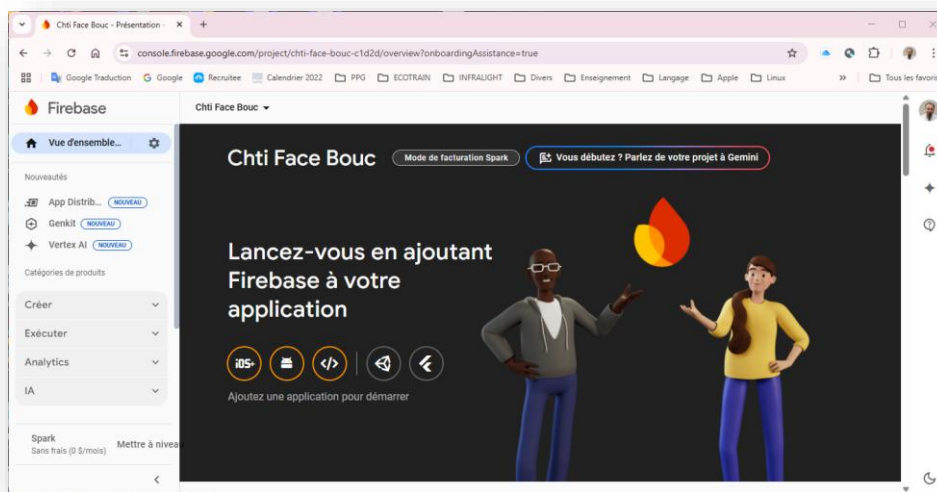 Chti Face Bouc - Présentation -
console.firebase.google.com/project/chti-face-bouc-c1d2d/overview?onboardingAssistance=true
Google Traduction Google Recruitee Calendrier 2022 PPG ECOTRAIN INFRALIGHT Divers Enseignement Langage Apple Linux » Tous les favoris
Firebase
Chti Face Bouc
Vue d'ensemble...
Nouveautés
App Distrib... NOUVEAU
Genkit NOUVEAU
Vertex AI NOUVEAU
Catégories de produits
Créer
Exécuter
Analytics
IA
Spark
Sans frais (0 $/mois)
Mettre à niveau
Chti Face Bouc
Mode de facturation Spark
Vous débutez ? Parlez de votre projet à Gemini
Lancez-vous en ajoutant
Firebase à votre
application
iOS+
</>
Ajoutez une application pour démarrer